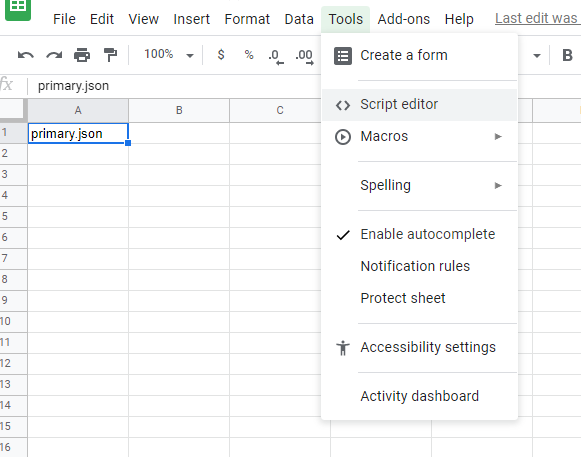 File Edit View Insert Format Data Tools Add-ons Help Last edit was
100% $ % .0 .00 B
fx primary.json
A B C
1 primary.json
2
3
4
5
6
7
8
9
10
11
12
13
14
15
16
Create a form
Script editor
Macros
Spelling
Enable autocomplete
Notification rules
Protect sheet
Accessibility settings
Activity dashboard